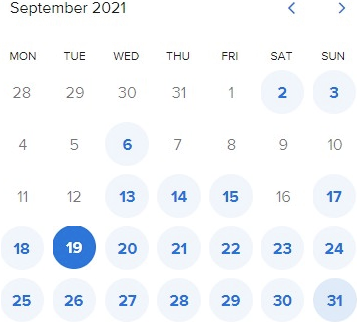 September 2021
MON TUE WED THU FRI SAT SUN
28 29 30 31 1 2 3
4 5 6 7 8 9 10
11 12 13 14 15 16 17
18 19 20 21 22 23 24
25 26 27 28 29 30 31